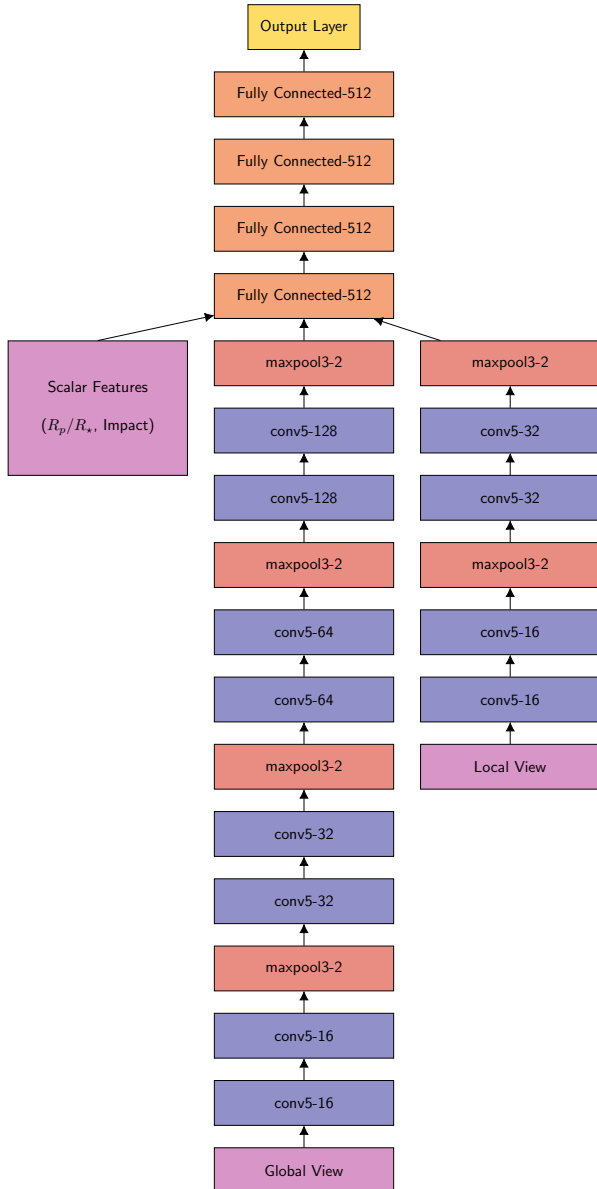 Output Layer
Fully Connected-512
Fully Connected-512
Fully Connected-512
Fully Connected-512
Scalar Features
(R_p/R_⋆, Impact)
maxpool3-2
conv5-128
conv5-128
maxpool3-2
conv5-64
conv5-64
maxpool3-2
conv5-32
conv5-32
maxpool3-2
conv5-16
conv5-16
Global View
maxpool3-2
conv5-32
conv5-32
maxpool3-2
conv5-16
conv5-16
Local View